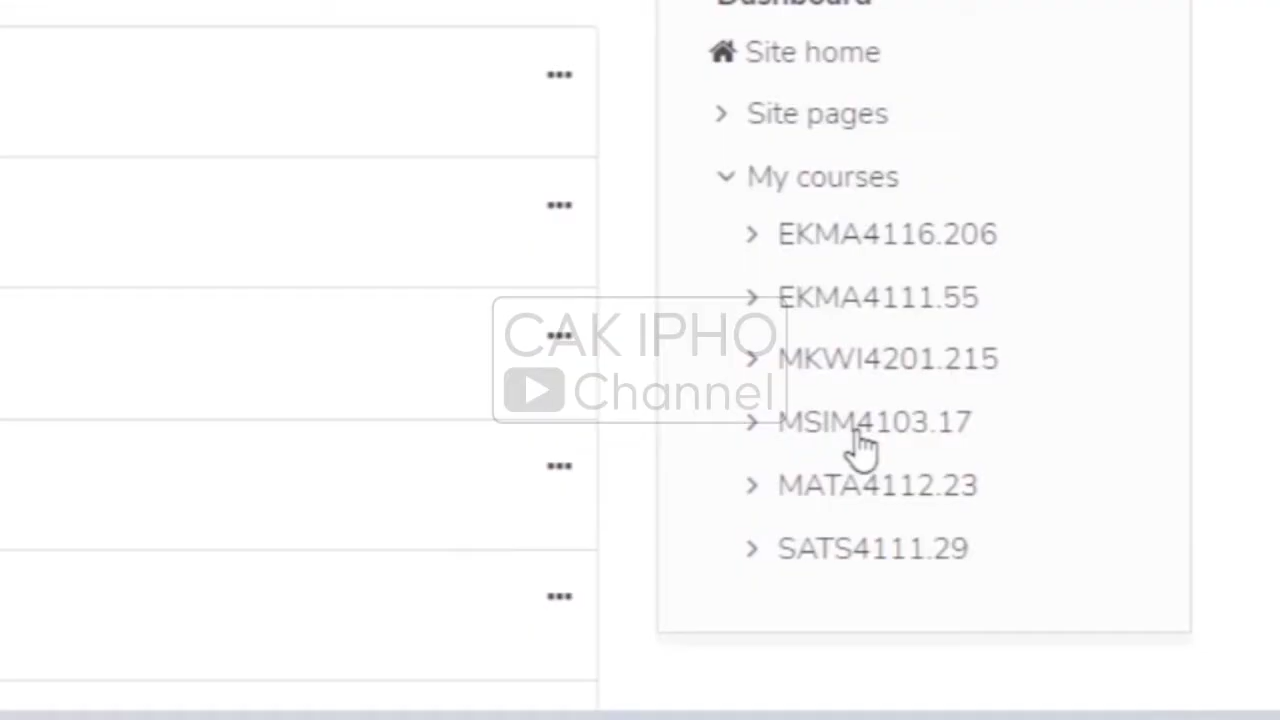 Dashboard
Site home
Site pages
My courses
EKMA4116.206
EKMA4111.55
MKWI4201.215
MSIM4103.17
MATA4112.23
SATS4111.29
CAK IPHO
Channel